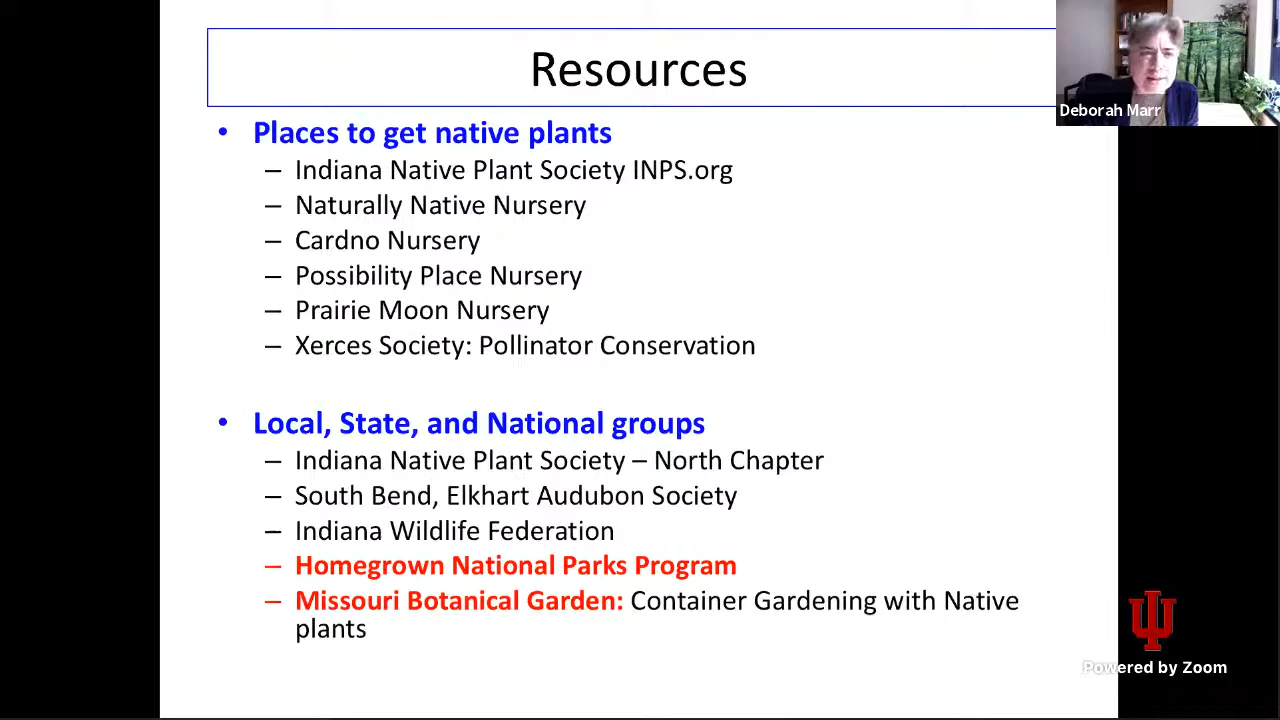 Resources
Deborah Marr
• Places to get native plants
– Indiana Native Plant Society INPS.org
– Naturally Native Nursery
– Cardno Nursery
– Possibility Place Nursery
– Prairie Moon Nursery
– Xerces Society: Pollinator Conservation
• Local, State, and National groups
– Indiana Native Plant Society – North Chapter
– South Bend, Elkhart Audubon Society
– Indiana Wildlife Federation
– Homegrown National Parks Program
– Missouri Botanical Garden: Container Gardening with Native
plants
Powered by Zoom